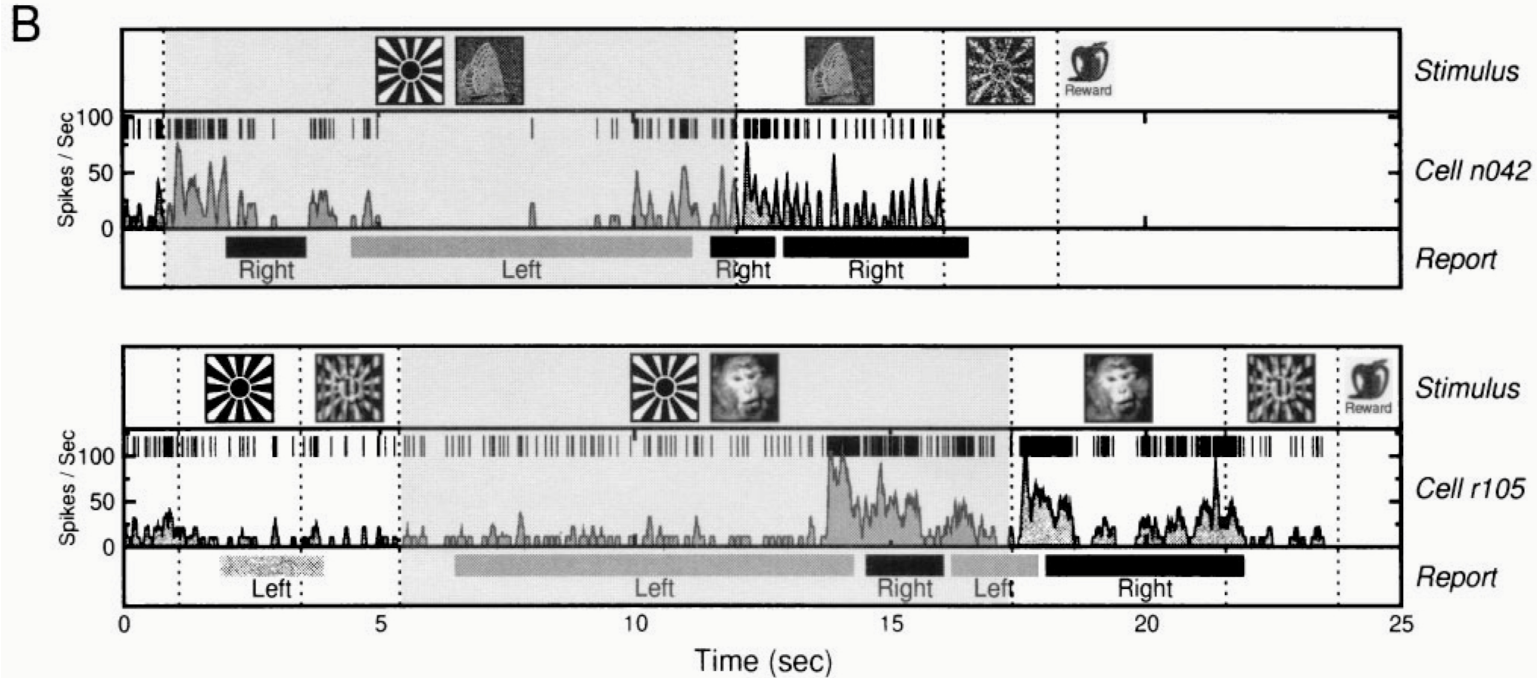 B
Stimulus
Reward
100
50
0
Spikes / Sec
Cell n042
Right
Left
Right
Right
Report
Stimulus
Reward
100
50
0
Spikes / Sec
Cell r105
Left
Left
Right
Left
Right
Report
0
5
10
15
20
25
Time (sec)